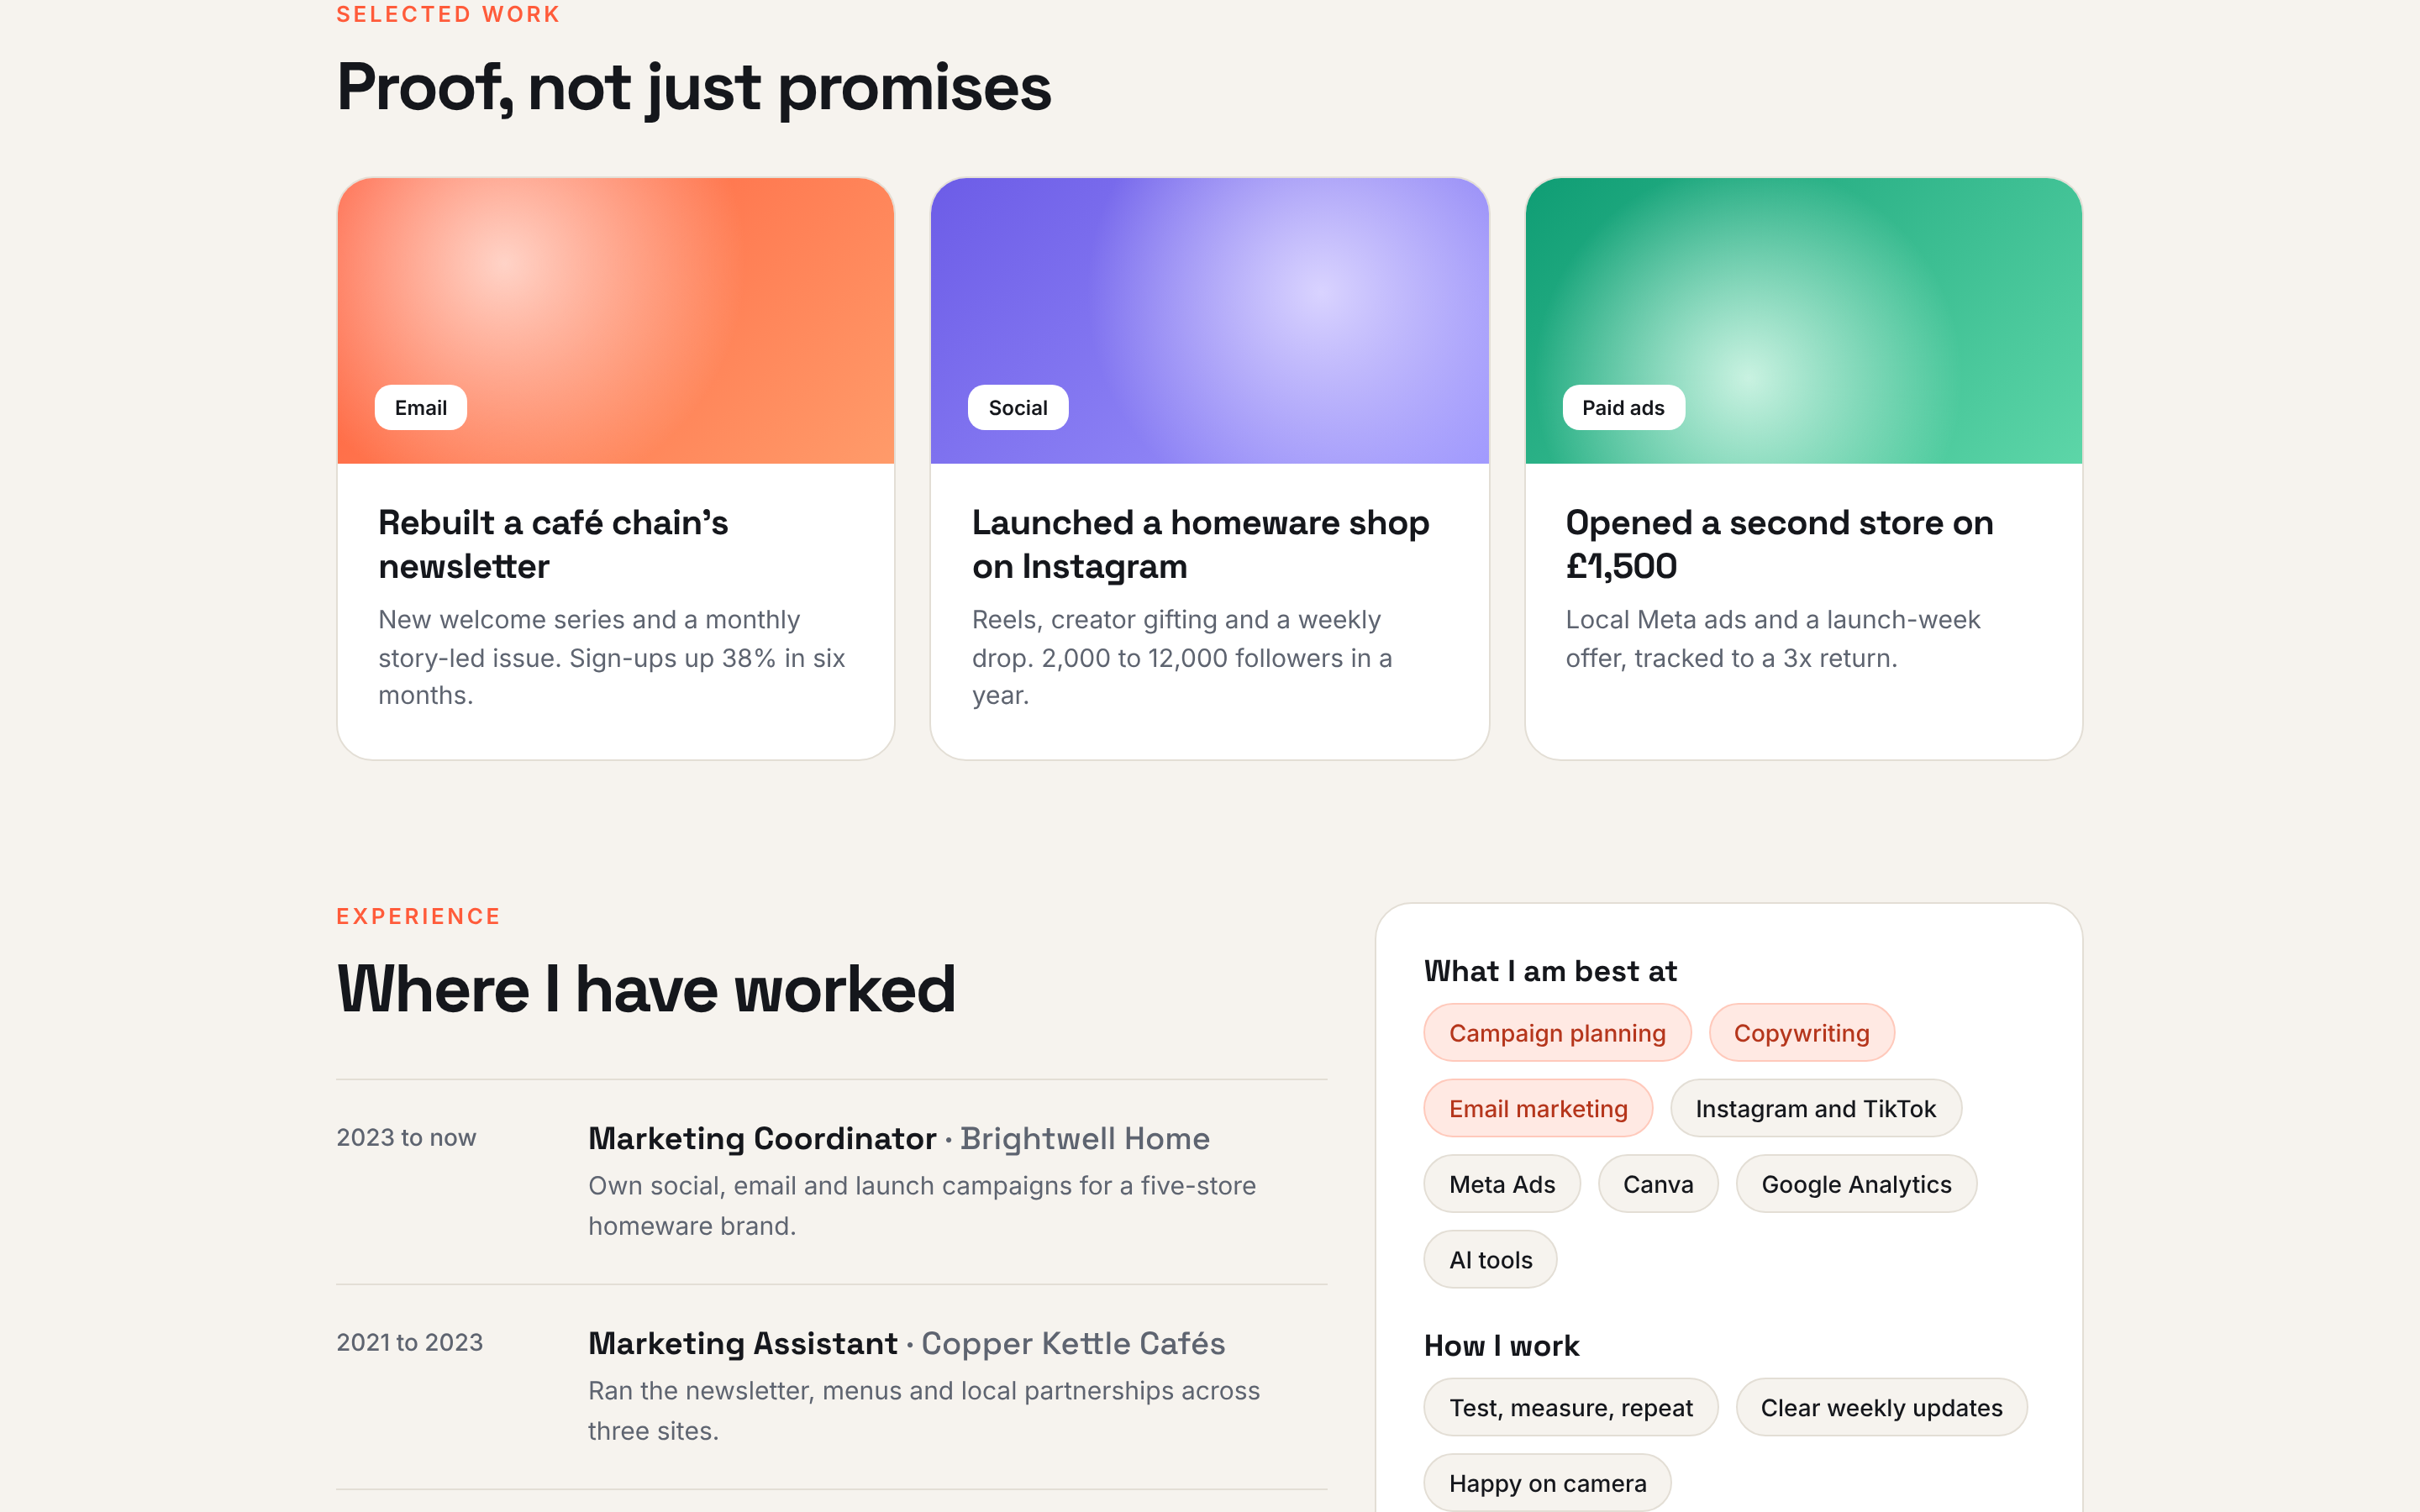 SELECTED WORK
Proof, not just promises
Email
Rebuilt a café chain’s
newsletter
New welcome series and a monthly
story-led issue. Sign-ups up 38% in six
months.
Social
Launched a homeware shop
on Instagram
Reels, creator gifting and a weekly
drop. 2,000 to 12,000 followers in a
year.
Paid ads
Opened a second store on
£1,500
Local Meta ads and a launch-week
offer, tracked to a 3x return.
EXPERIENCE
Where I have worked
2023 to now
Marketing Coordinator · Brightwell Home
Own social, email and launch campaigns for a five-store
homeware brand.
2021 to 2023
Marketing Assistant · Copper Kettle Cafés
Ran the newsletter, menus and local partnerships across
three sites.
What I am best at
Campaign planning
Copywriting
Email marketing
Instagram and TikTok
Meta Ads
Canva
Google Analytics
AI tools
How I work
Test, measure, repeat
Clear weekly updates
Happy on camera